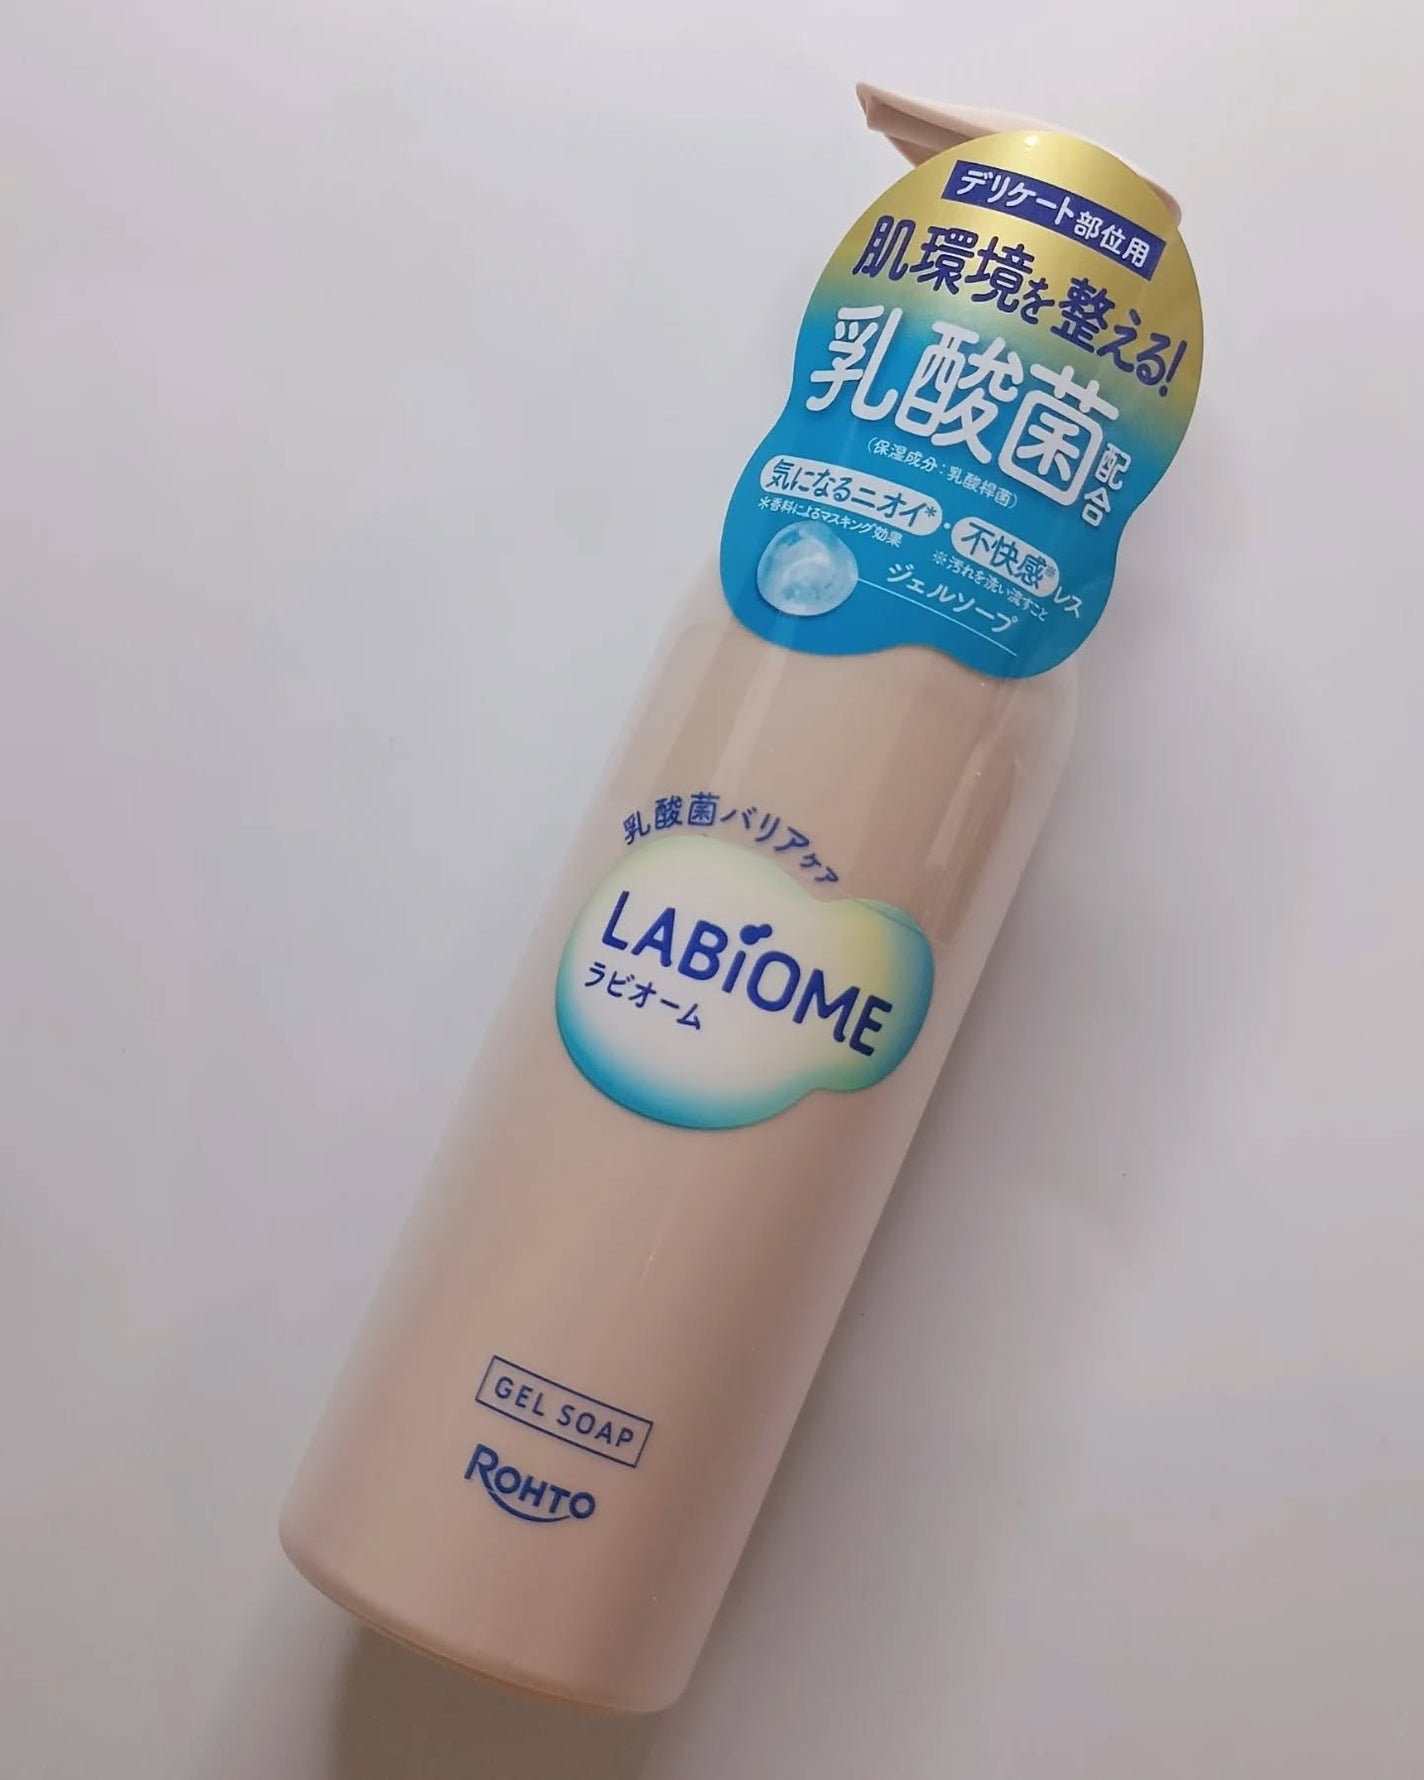 デリケート部位用
肌環境を整える!
乳酸菌配合
(保湿成分:乳酸桿菌)
気になるニオイ*・不快感※レス
*香料によるマスキング効果
※汚れを洗い流すこと
ジェルソープ
乳酸菌バリアケア
LABiOME
ラビオーム
GEL SOAP
ROHTO